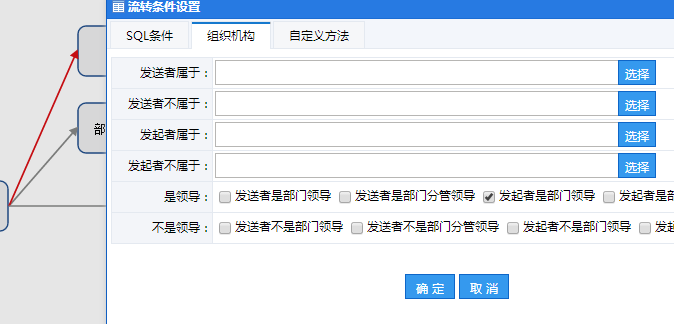 流转条件设置
SQL条件 组织机构 自定义方法
发送者属于： 选择
发送者不属于： 选择
部
发起者属于： 选择
发起者不属于： 选择
是领导： 发送者是部门领导 发送者是部门分管领导 发起者是部门领导 发起者是部
不是领导： 发送者不是部门领导 发送者不是部门分管领导 发起者不是部门领导 发起
确 定 取 消